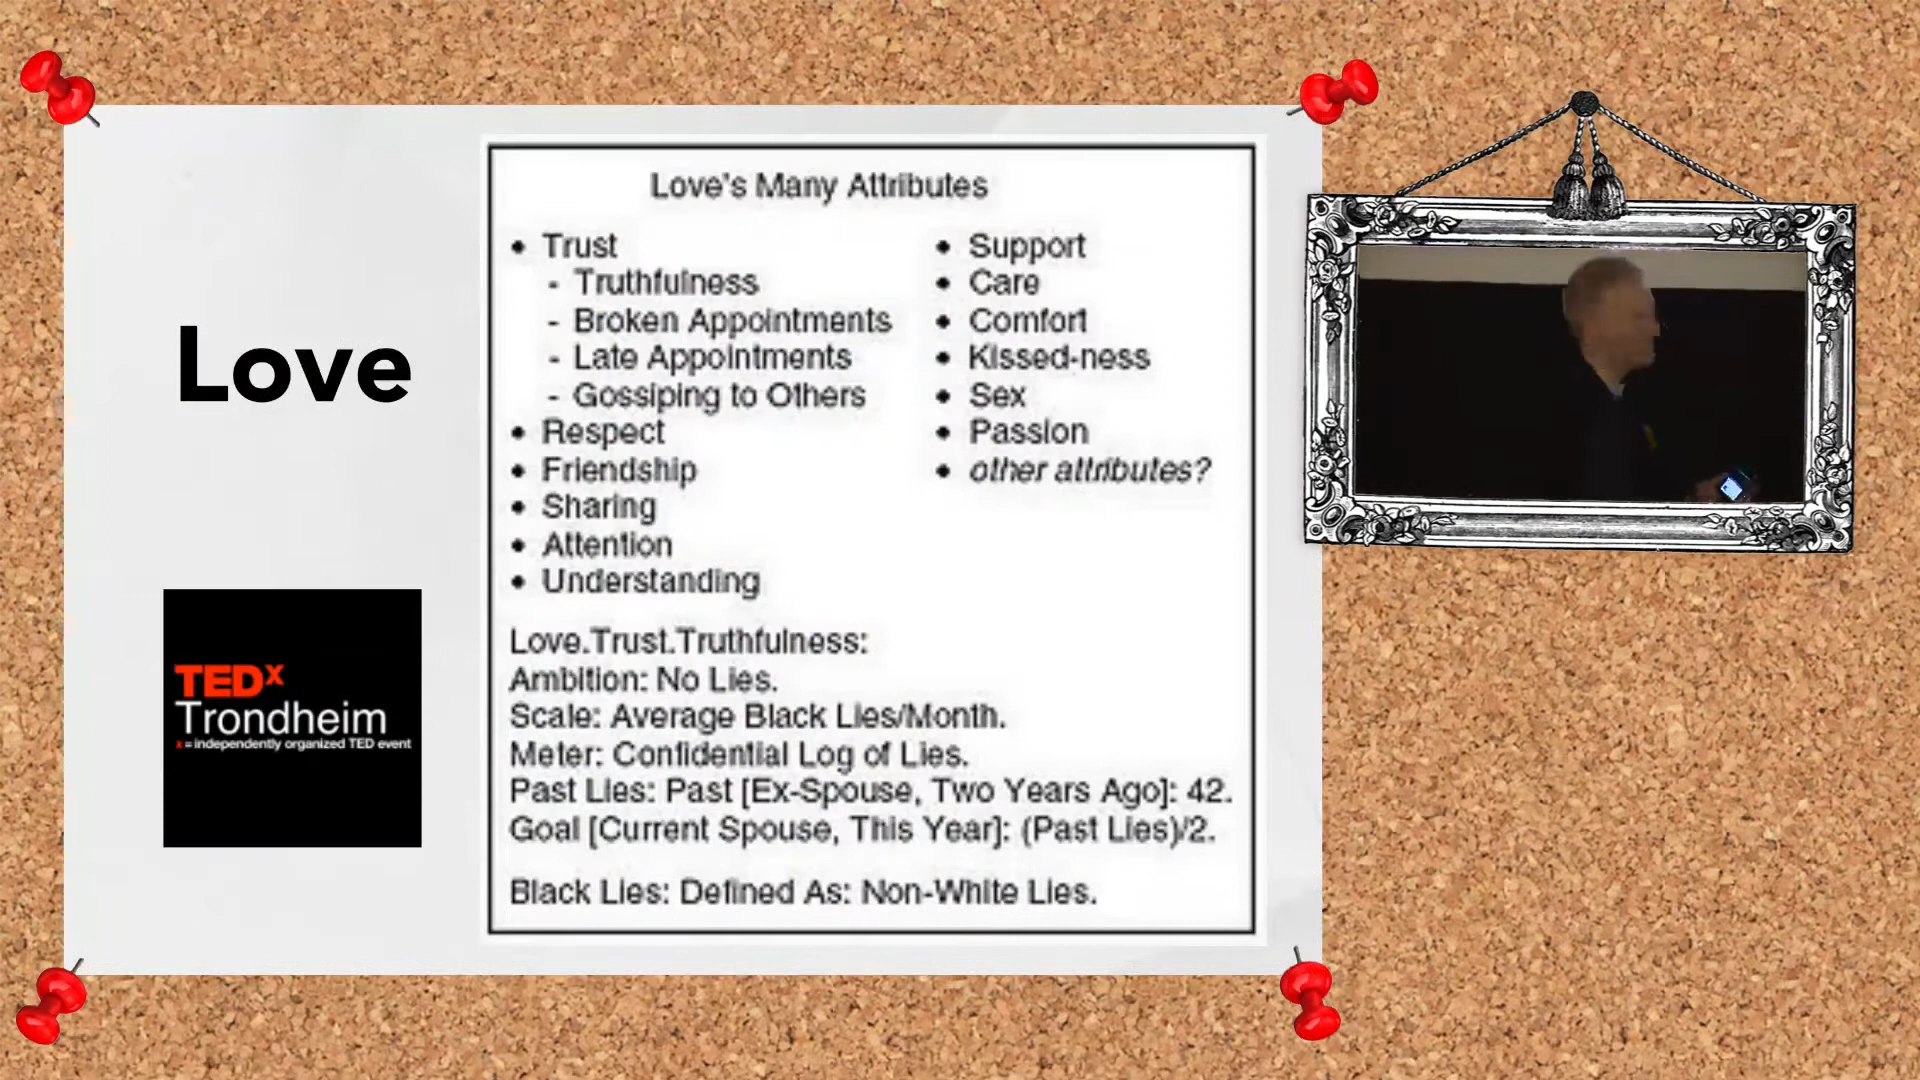 Love
TEDx
Trondheim
x = independently organized TED event
Love's Many Attributes
• Trust
- Truthfulness
- Broken Appointments
- Late Appointments
- Gossiping to Others
• Respect
• Friendship
• Sharing
• Attention
• Understanding
• Support
• Care
• Comfort
• Kissed-ness
• Sex
• Passion
• other attributes?
Love.Trust.Truthfulness:
Ambition: No Lies.
Scale: Average Black Lies/Month.
Meter: Confidential Log of Lies.
Past Lies: Past [Ex-Spouse, Two Years Ago]: 42.
Goal [Current Spouse, This Year]: (Past Lies)/2.
Black Lies: Defined As: Non-White Lies.